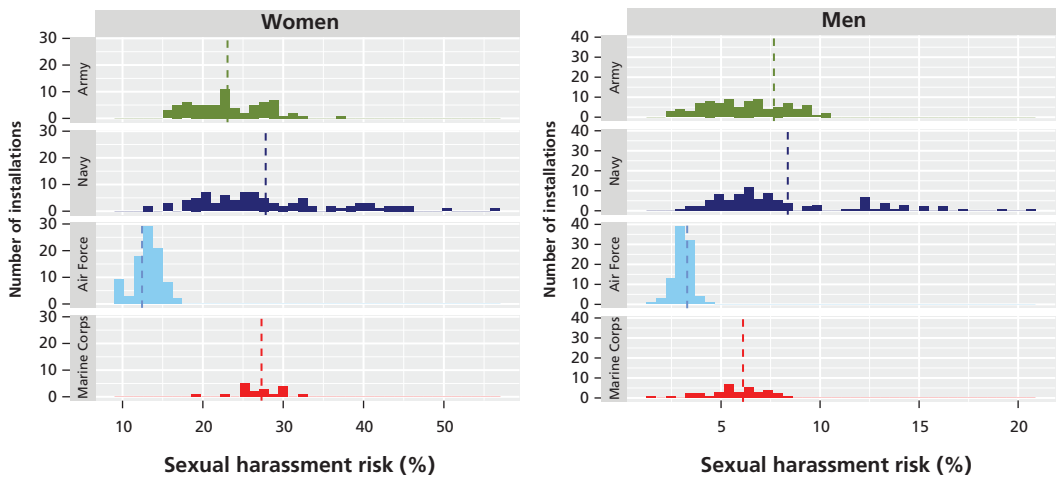 Women
Men
Number of installations
Army
30
20
10
0
Navy
30
20
10
0
Air Force
30
20
10
0
Marine Corps
30
20
10
0
10 20 30 40 50
Sexual harassment risk (%)
Number of installations
Army
40
30
20
10
0
Navy
40
30
20
10
0
Air Force
40
30
20
10
0
Marine Corps
40
30
20
10
0
5 10 15 20
Sexual harassment risk (%)